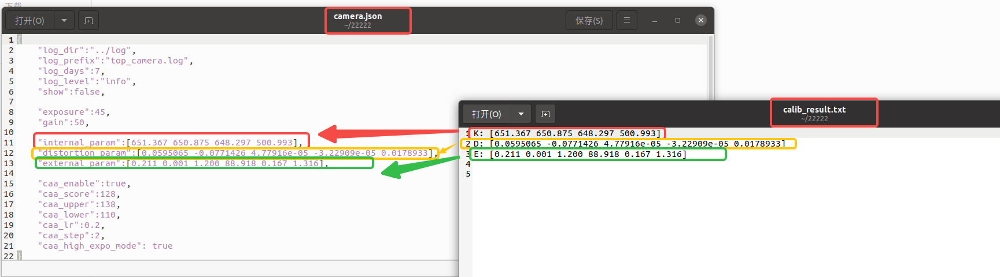 下载
打开(O)
camera.json
~/22222
保存(S)
1 {
2 "log_dir":"../log",
3 "log_prefix":"top_camera.log",
4 "log_days":7,
5 "log_level":"info",
6 "show":false,
7
8 "exposure":45,
9 "gain":50,
10
11 "internal_param":[651.367 650.875 648.297 500.993],
12 "distortion_param":[0.0595065 -0.0771426 4.77916e-05 -3.22909e-05 0.0178933],
13 "external_param":[0.211 0.001 1.200 88.918 0.167 1.316],
14
15 "caa_enable":true,
16 "caa_score":128,
17 "caa_upper":138,
18 "caa_lower":110,
19 "caa_lr":0.2,
20 "caa_step":2,
21 "caa_high_expo_mode": true
22 }
打开(O)
calib_result.txt
~/22222
1 K: [651.367 650.875 648.297 500.993]
2 D: [0.0595065 -0.0771426 4.77916e-05 -3.22909e-05 0.0178933]
3 E: [0.211 0.001 1.200 88.918 0.167 1.316]
4
5